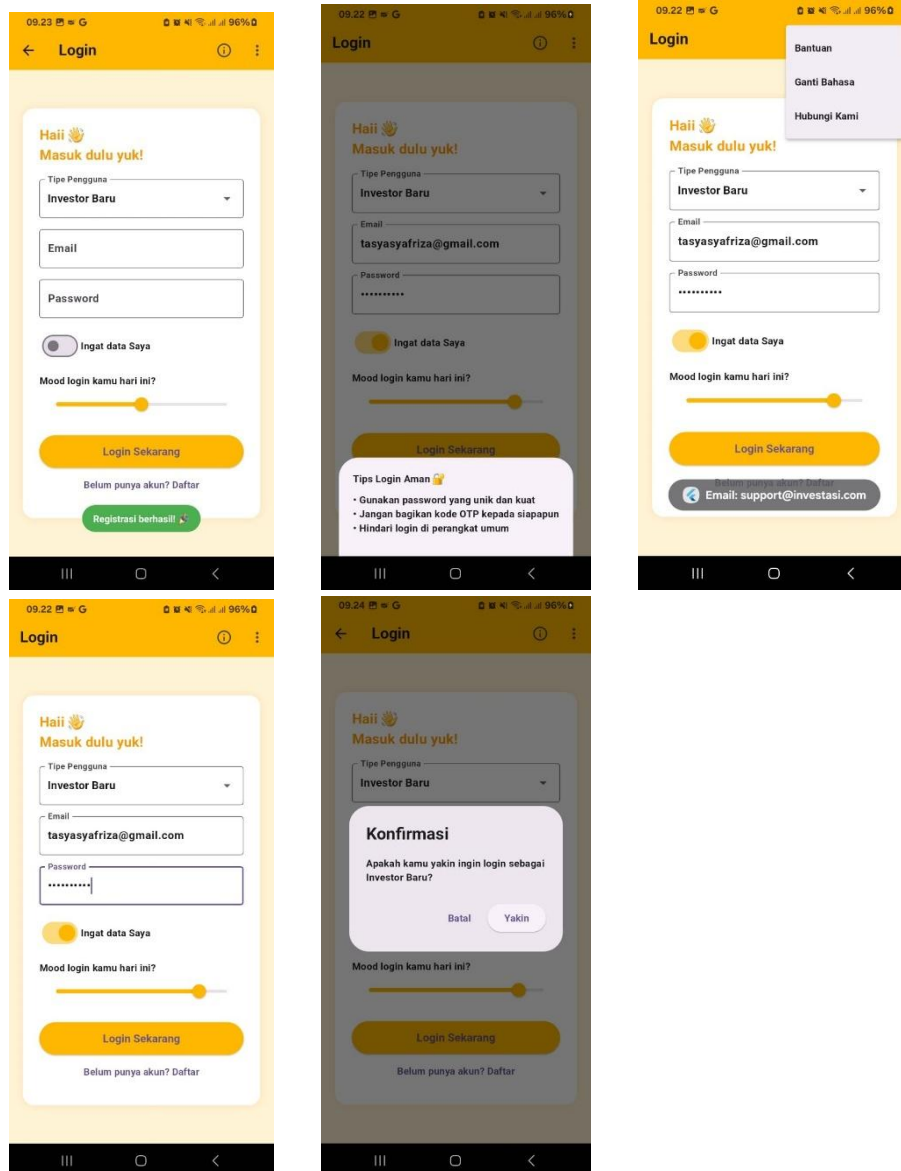 09.23 G 96%
Login
Haii 👋
Masuk dulu yuk!
Tipe Pengguna
Investor Baru
Email
Password
Ingat data Saya
Mood login kamu hari ini?
Login Sekarang
Belum punya akun? Daftar
Registrasi berhasil! 🎉
09.22 G 96%
Login
Haii 👋
Masuk dulu yuk!
Tipe Pengguna
Investor Baru
Email
tasyasyafriza@gmail.com
Password
Ingat data Saya
Mood login kamu hari ini?
Login Sekarang
Tips Login Aman 🔐
• Gunakan password yang unik dan kuat
• Jangan bagikan kode OTP kepada siapapun
• Hindari login di perangkat umum
09.22 G 96%
Login
Bantuan
Ganti Bahasa
Hubungi Kami
Haii 👋
Masuk dulu yuk!
Tipe Pengguna
Investor Baru
Email
tasyasyafriza@gmail.com
Password
Ingat data Saya
Mood login kamu hari ini?
Login Sekarang
Belum punya akun? Daftar
Email: support@investasi.com
09.22 G 96%
Login
Haii 👋
Masuk dulu yuk!
Tipe Pengguna
Investor Baru
Email
tasyasyafriza@gmail.com
Password
Ingat data Saya
Mood login kamu hari ini?
Login Sekarang
Belum punya akun? Daftar
09.24 G 96%
Login
Haii 👋
Masuk dulu yuk!
Tipe Pengguna
Investor Baru
Konfirmasi
Apakah kamu yakin ingin login sebagai
Investor Baru?
Batal Yakin
Mood login kamu hari ini?
Login Sekarang
Belum punya akun? Daftar